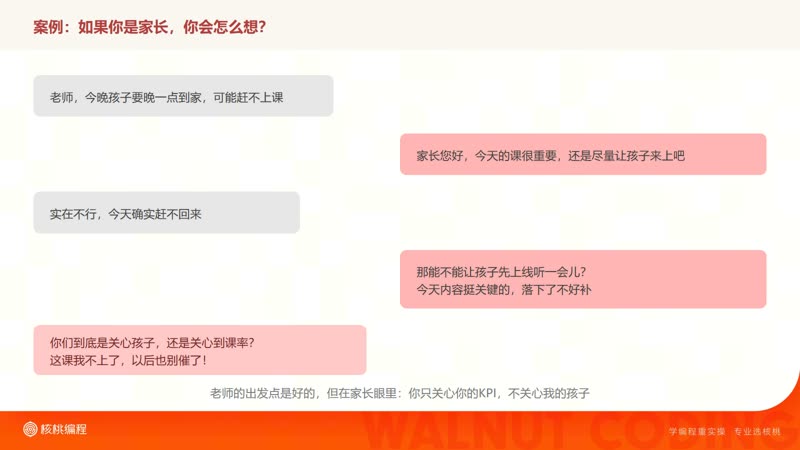 案例：如果你是家长，你会怎么想？
老师，今晚孩子要晚一点到家，可能赶不上课
家长您好，今天的课很重要，还是尽量让孩子来上吧
实在不行，今天确实赶不回来
那能不能让孩子先上线听一会儿？
今天内容挺关键的，落下了不好补
你们到底是关心孩子，还是关心到课率？
这课我不上了，以后也别催了！
老师的出发点是好的，但在家长眼里：你只关心你的KPI，不关心我的孩子
核桃编程
WALNUT CODING
学编程重实操 专业选核桃